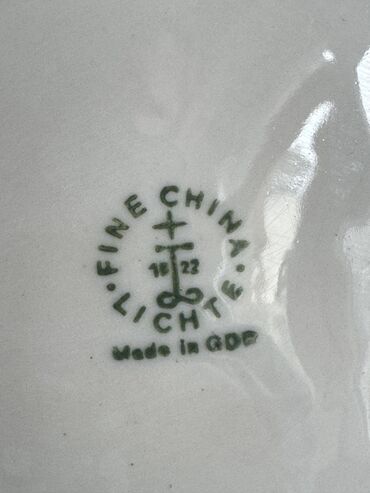 FINE CHINA
18 22
LICHTE
Made in GDR